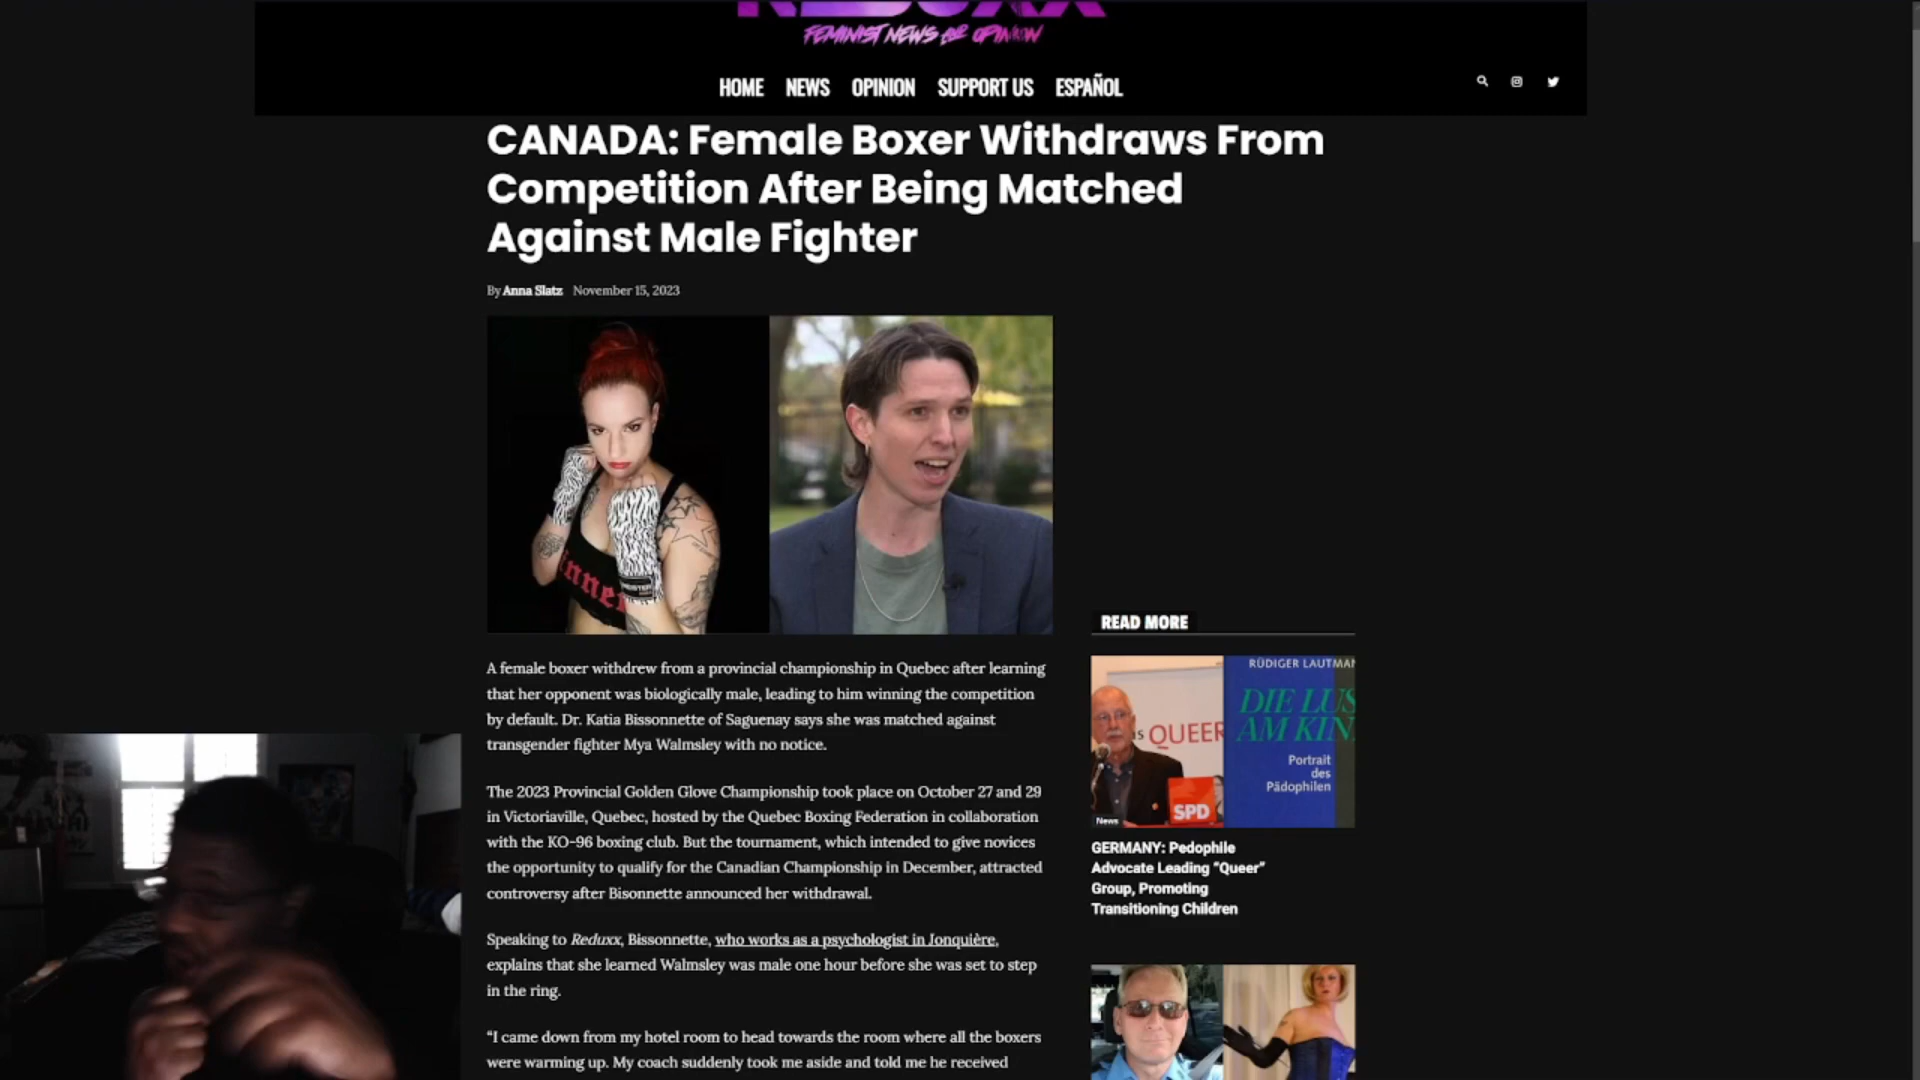 REDUXX
FEMINIST NEWS AND OPINION
HOME NEWS OPINION SUPPORT US ESPAÑOL
CANADA: Female Boxer Withdraws From
Competition After Being Matched
Against Male Fighter
By Anna Slatz November 15, 2023
inner
READ MORE
RÜDIGER LAUTMAN
DIE LUS
AM KIN
Portrait
des
Pädophilen
is QUEER
SPD
News
GERMANY: Pedophile
Advocate Leading “Queer”
Group, Promoting
Transitioning Children
A female boxer withdrew from a provincial championship in Quebec after learning
that her opponent was biologically male, leading to him winning the competition
by default. Dr. Katia Bissonnette of Saguenay says she was matched against
transgender fighter Mya Walmsley with no notice.
The 2023 Provincial Golden Glove Championship took place on October 27 and 29
in Victoriaville, Quebec, hosted by the Quebec Boxing Federation in collaboration
with the KO-96 boxing club. But the tournament, which intended to give novices
the opportunity to qualify for the Canadian Championship in December, attracted
controversy after Bisonnette announced her withdrawal.
Speaking to Reduxx, Bissonnette, who works as a psychologist in Jonquière,
explains that she learned Walmsley was male one hour before she was set to step
in the ring.
“I came down from my hotel room to head towards the room where all the boxers
were warming up. My coach suddenly took me aside and told me he received